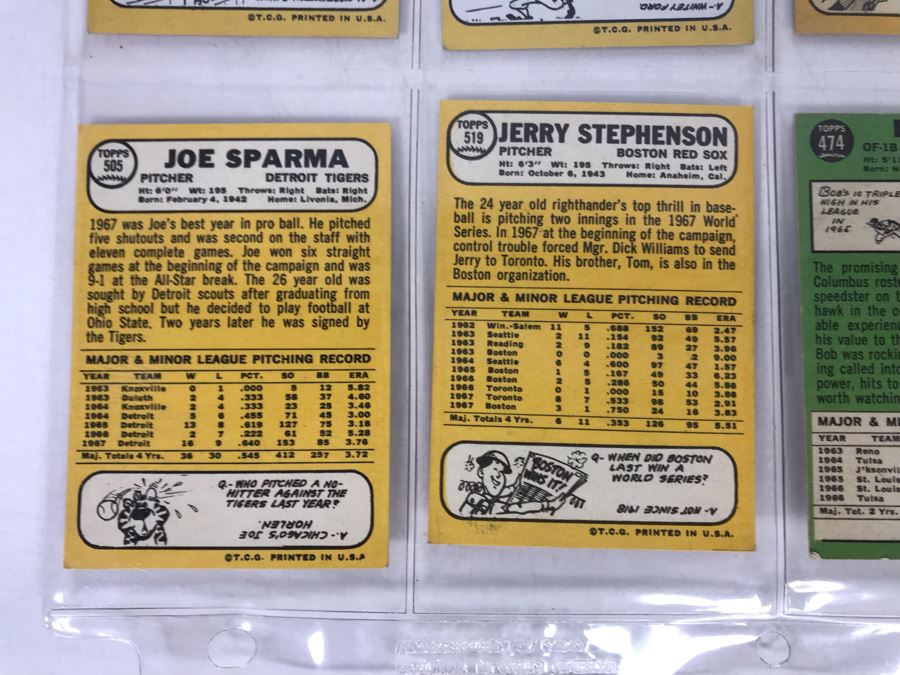 ©T.C.G. PRINTED IN U.S.A.
A- WHITEY FORD.
©T.C.G. PRINTED IN U.S.A.
TOPPS
505
JOE SPARMA
PITCHER DETROIT TIGERS
Ht: 6'0" Wt: 195 Throws: Right Bats: Right
Born: February 4, 1942 Home: Livonia, Mich.
1967 was Joe's best year in pro ball. He pitched
five shutouts and was second on the staff with
eleven complete games. Joe won six straight
games at the beginning of the campaign and was
9-1 at the All-Star break. The 26 year old was
sought by Detroit scouts after graduating from
high school but he decided to play football at
Ohio State. Two years later he was signed by
the Tigers.
MAJOR & MINOR LEAGUE PITCHING RECORD
YEAR TEAM W L PCT. SO BB ERA
1963 Knoxville 0 1 .000 5 12 5.82
1963 Duluth 2 4 .333 58 37 4.60
1964 Knoxville 2 4 .333 23 25 3.46
1964 Detroit 5 6 .455 71 45 3.00
1965 Detroit 13 8 .619 127 75 3.18
1966 Detroit 2 7 .222 61 52 5.28
1967 Detroit 16 9 .640 153 85 3.76
Maj. Totals 4 Yrs. 36 30 .545 412 257 3.72
Q- WHO PITCHED A NO-
HITTER AGAINST THE
TIGERS LAST YEAR?
A- CHICAGO'S JOE
HORLEN.
©T.C.G. PRINTED IN U.S.A
TOPPS
519
JERRY STEPHENSON
PITCHER BOSTON RED SOX
Ht: 6'3" Wt: 195 Throws: Right Bats: Left
Born: October 6, 1943 Home: Anaheim, Cal.
The 24 year old righthander's top thrill in base-
ball is pitching two innings in the 1967 World
Series. In 1967 at the beginning of the campaign,
control trouble forced Mgr. Dick Williams to send
Jerry to Toronto. His brother, Tom, is also in the
Boston organization.
MAJOR & MINOR LEAGUE PITCHING RECORD
YEAR TEAM W L PCT. SO BB ERA
1962 Win.-Salem 11 5 .688 152 69 2.47
1963 Seattle 2 11 .154 92 49 5.57
1963 Reading 2 9 .182 89 27 3.96
1963 Boston 0 0 .000 3 2 9.00
1964 Seattle 6 4 .600 97 47 1.57
1965 Boston 1 5 .167 49 33 6.23
1966 Boston 2 5 .286 50 44 5.86
1966 Toronto 0 1 .000 15 10 3.86
1967 Toronto 8 7 .533 98 53 2.91
1967 Boston 3 1 .750 24 16 3.83
Maj. Totals 4 Yrs. 6 11 .353 126 95 5.51
BOSTON
WINS IT!
Q- WHEN DID BOSTON
LAST WIN A
WORLD SERIES?
A- NOT SINCE 1918
©T.C.G. PRINTED IN U.S.A.
TOPPS
474
OF-1B
BOB'S 10 TRIPLE
HIGH IN HIS
LEAGUE
IN
1966
The promising
Columbus roste
speedster on t
hawk in the o
able experienc
his value to th
Bob was rockin
ing called into
power, hits to
worth watchin
MAJOR & MI
YEAR TEAM
1963 Reno
1964 Tulsa
1965 J'ksonvil
1965 St. Louis
1966 St. Louis
1966 Tulsa
Maj. Tot. 2 Yrs.